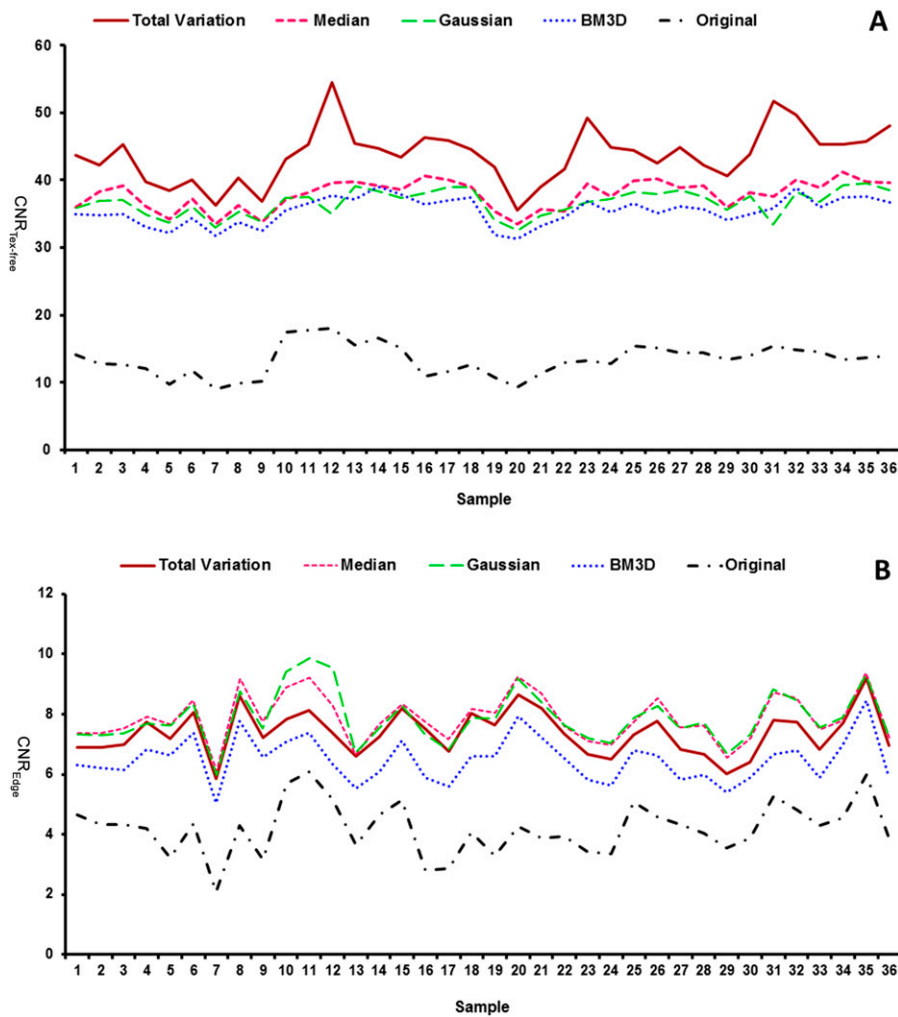 Total Variation Median Gaussian BM3D Original
A
60
50
40
30
20
10
0
CNR Tex-free
1 2 3 4 5 6 7 8 9 10 11 12 13 14 15 16 17 18 19 20 21 22 23 24 25 26 27 28 29 30 31 32 33 34 35 36
Sample
Total Variation Median Gaussian BM3D Original
B
12
10
8
6
4
2
0
CNR Edge
1 2 3 4 5 6 7 8 9 10 11 12 13 14 15 16 17 18 19 20 21 22 23 24 25 26 27 28 29 30 31 32 33 34 35 36
Sample